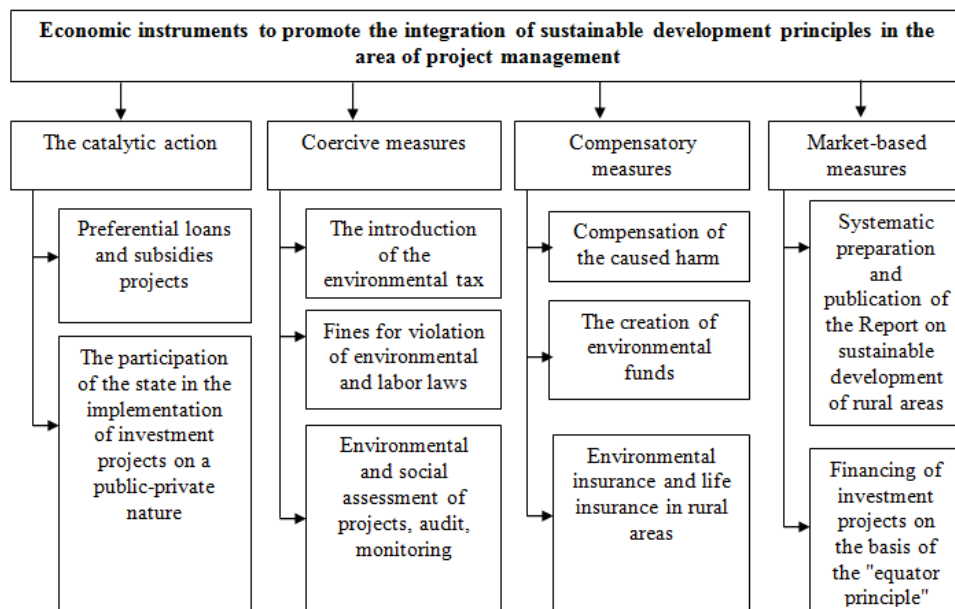 Economic instruments to promote the integration of sustainable development principles in the
area of project management
The catalytic action
Preferential loans
and subsidies
projects
The participation
of the state in the
implementation
of investment
projects on a
public-private
nature
Coercive measures
The introduction
of the
environmental tax
Fines for violation
of environmental
and labor laws
Environmental
and social
assessment of
projects, audit,
monitoring
Compensatory
measures
Compensation of
the caused harm
The creation of
environmental
funds
Environmental
insurance and life
insurance in rural
areas
Market-based
measures
Systematic
preparation
and
publication of
the Report on
sustainable
development
of rural areas
Financing of
investment
projects on
the basis of
the "equator
principle"